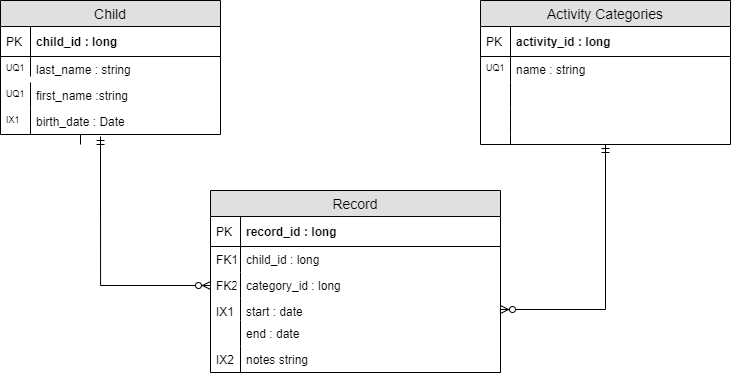 Child
PK child_id : long
UQ1 last_name : string
UQ1 first_name :string
IX1 birth_date : Date
Activity Categories
PK activity_id : long
UQ1 name : string
Record
PK record_id : long
FK1 child_id : long
FK2 category_id : long
IX1 start : date
end : date
IX2 notes string